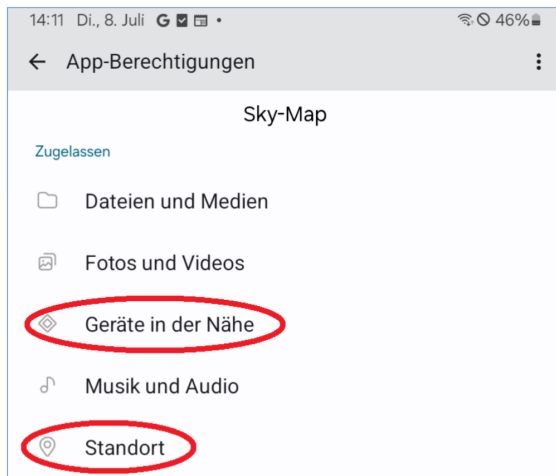 14:11 Di., 8. Juli G
46%
App-Berechtigungen
Sky-Map
Zugelassen
Dateien und Medien
Fotos und Videos
Geräte in der Nähe
Musik und Audio
Standort